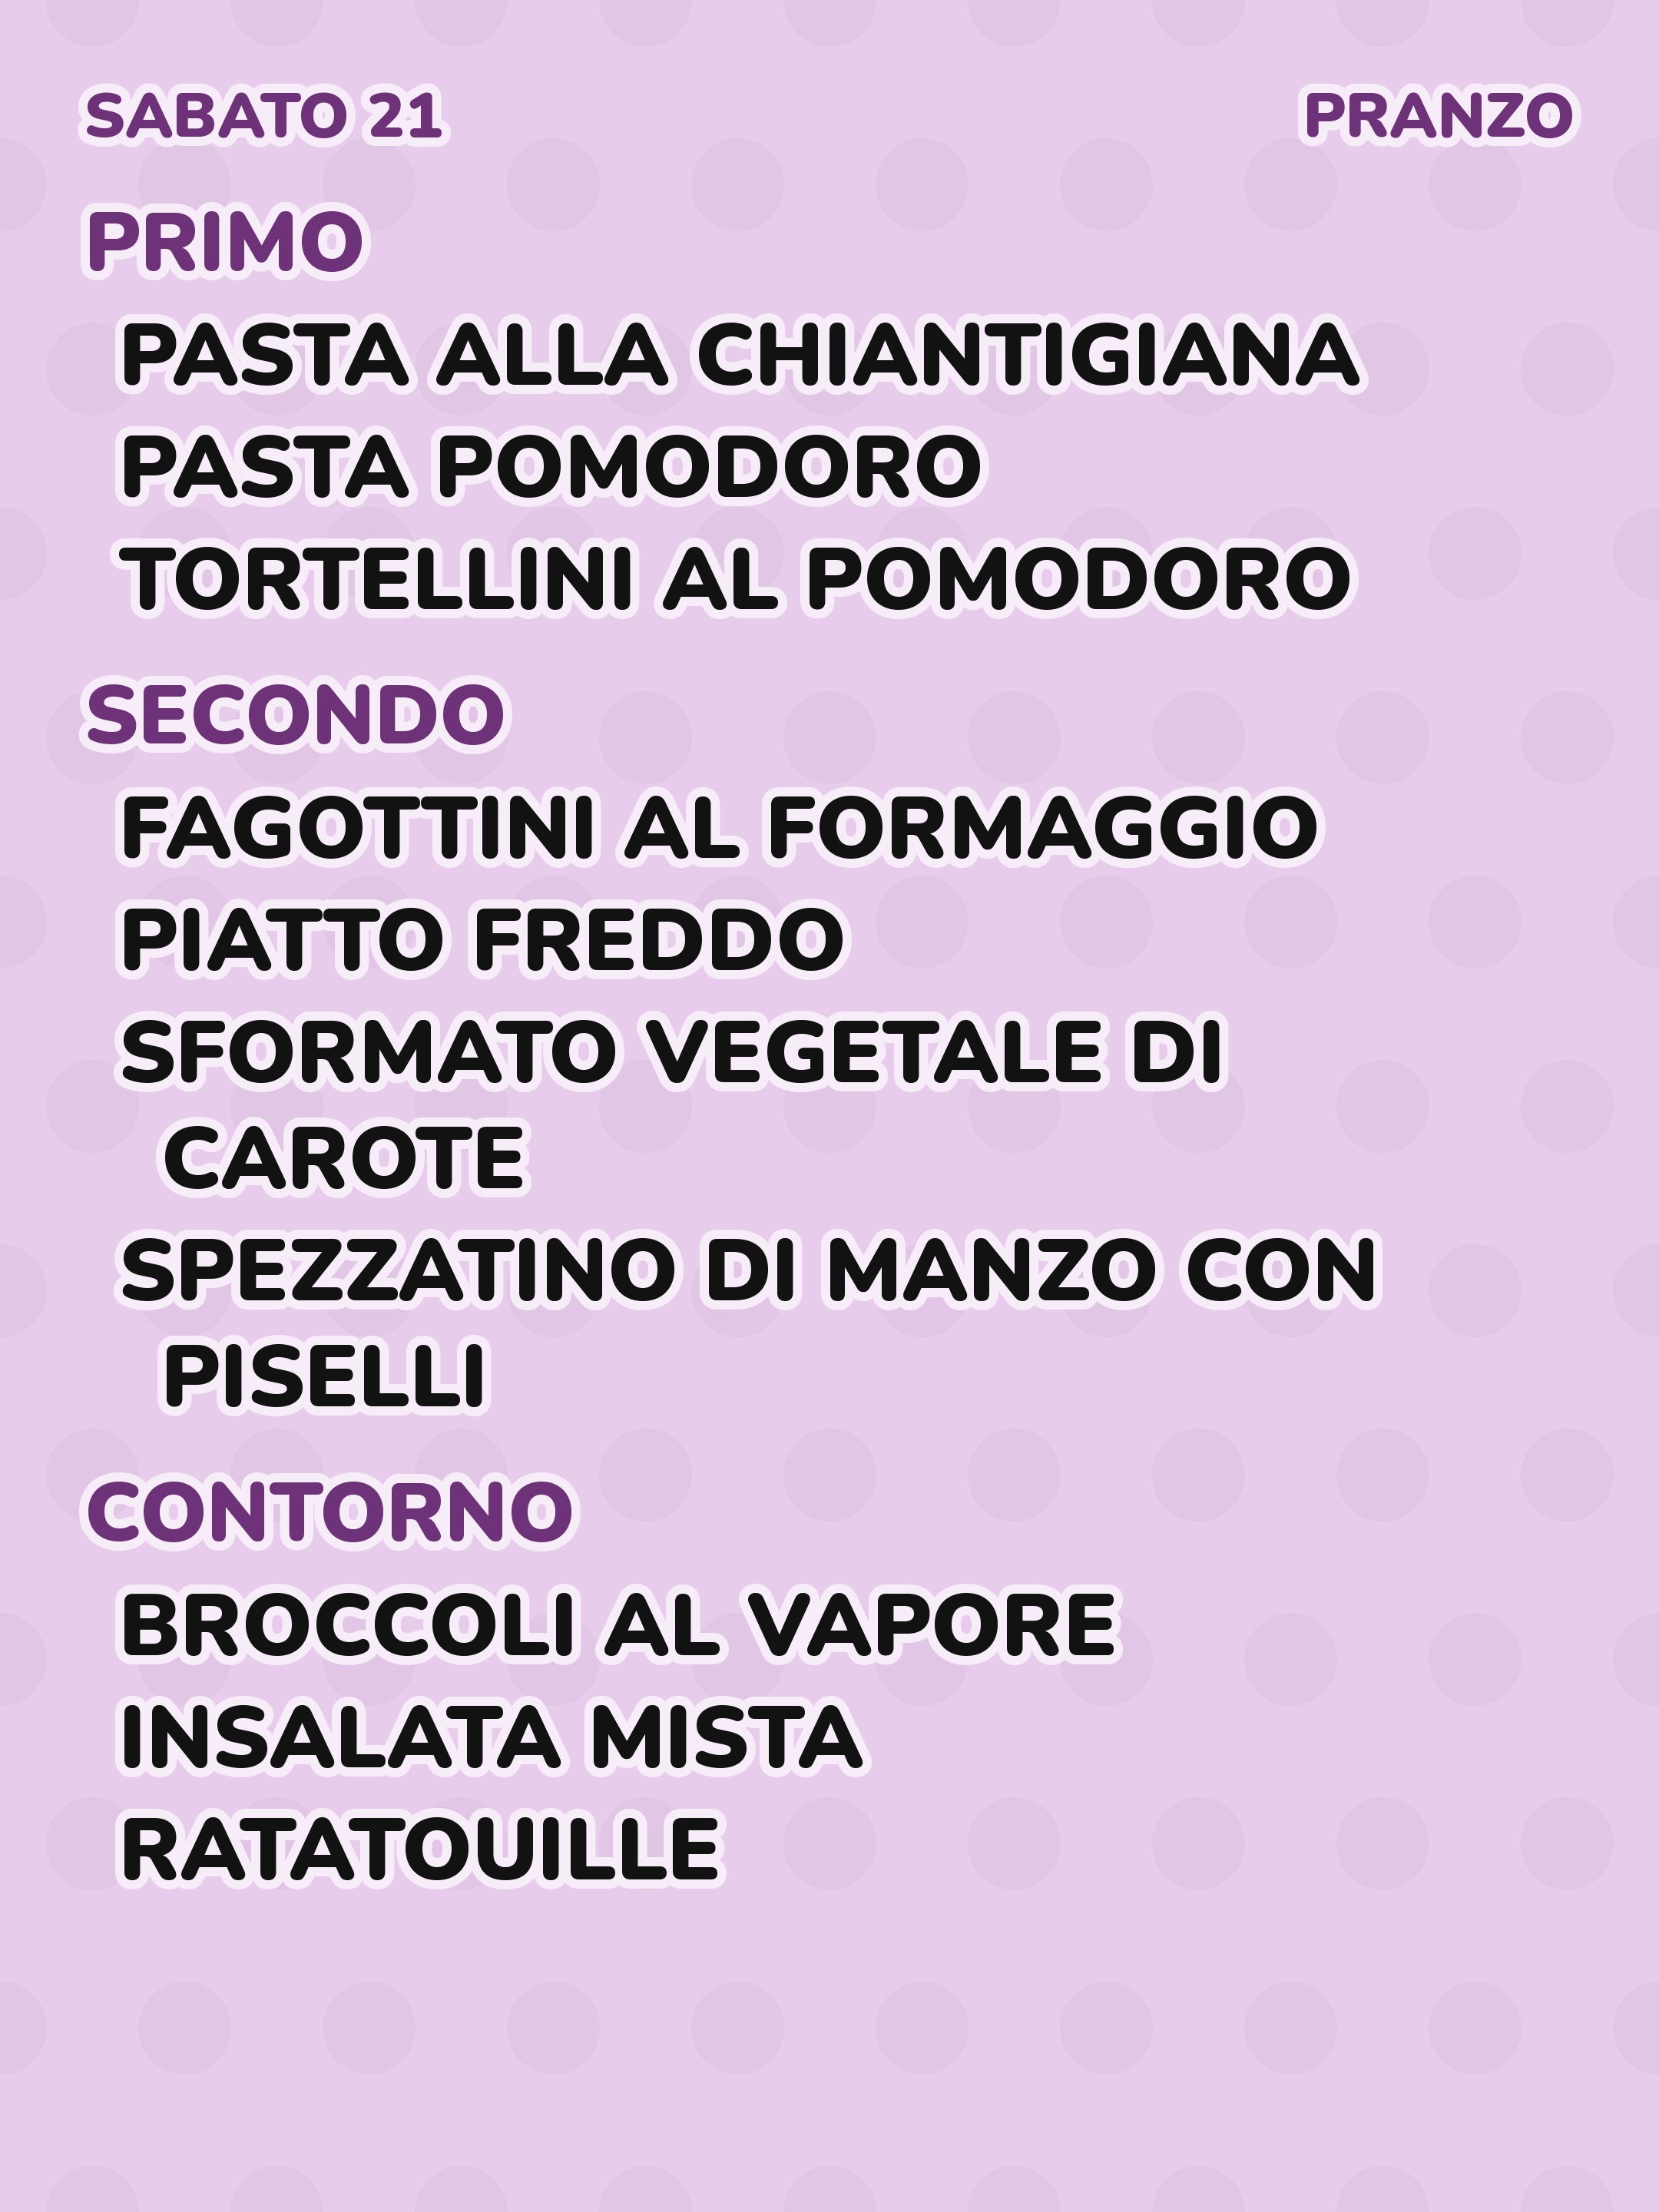 SABATO 21 PRANZO
PRIMO
PASTA ALLA CHIANTIGIANA
PASTA POMODORO
TORTELLINI AL POMODORO
SECONDO
FAGOTTINI AL FORMAGGIO
PIATTO FREDDO
SFORMATO VEGETALE DI
CAROTE
SPEZZATINO DI MANZO CON
PISELLI
CONTORNO
BROCCOLI AL VAPORE
INSALATA MISTA
RATATOUILLE